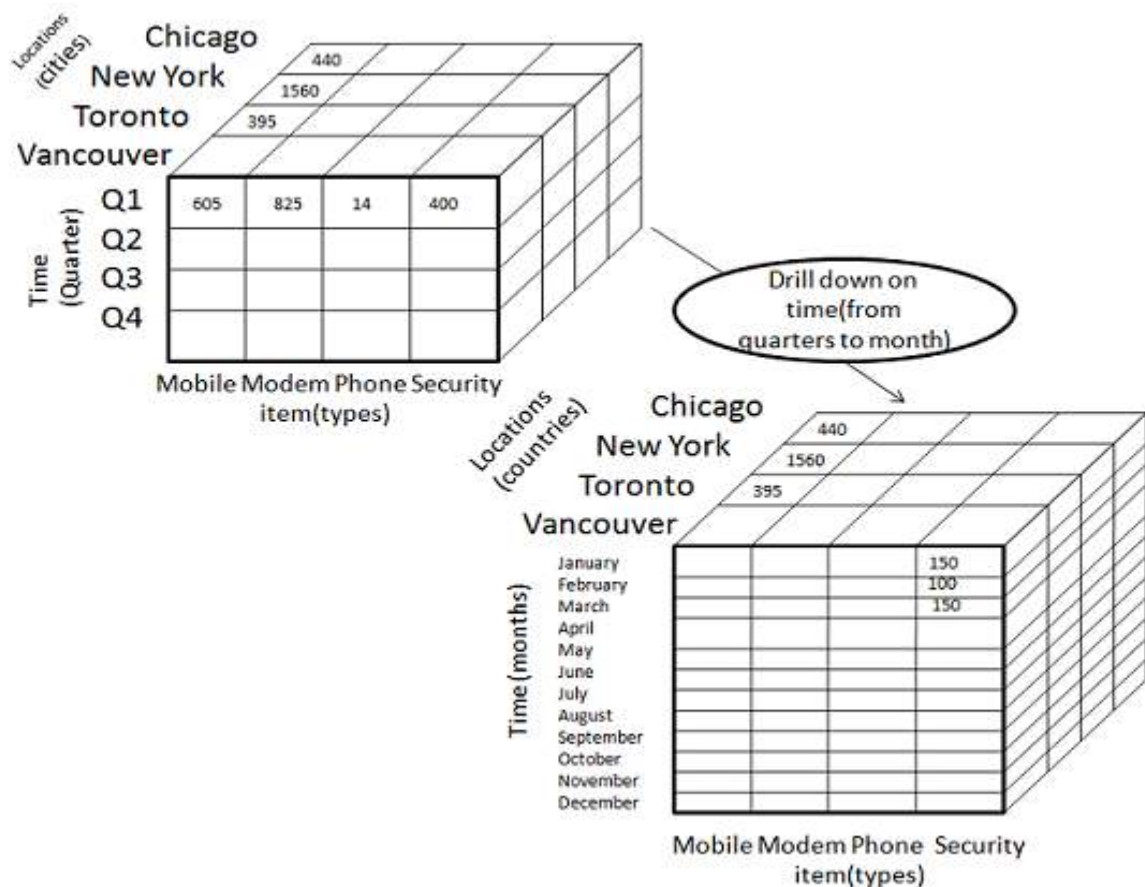 Locations
(cities)
Chicago
New York
Toronto
Vancouver
440
1560
395
Time
(Quarter)
Q1
Q2
Q3
Q4
605 825 14 400
Mobile Modem Phone Security
item(types)
Drill down on
time(from
quarters to month)
Locations
(countries)
Chicago
New York
Toronto
Vancouver
440
1560
395
Time (months)
January
February
March
April
May
June
July
August
September
October
November
December
150
100
150
Mobile Modem Phone Security
item(types)